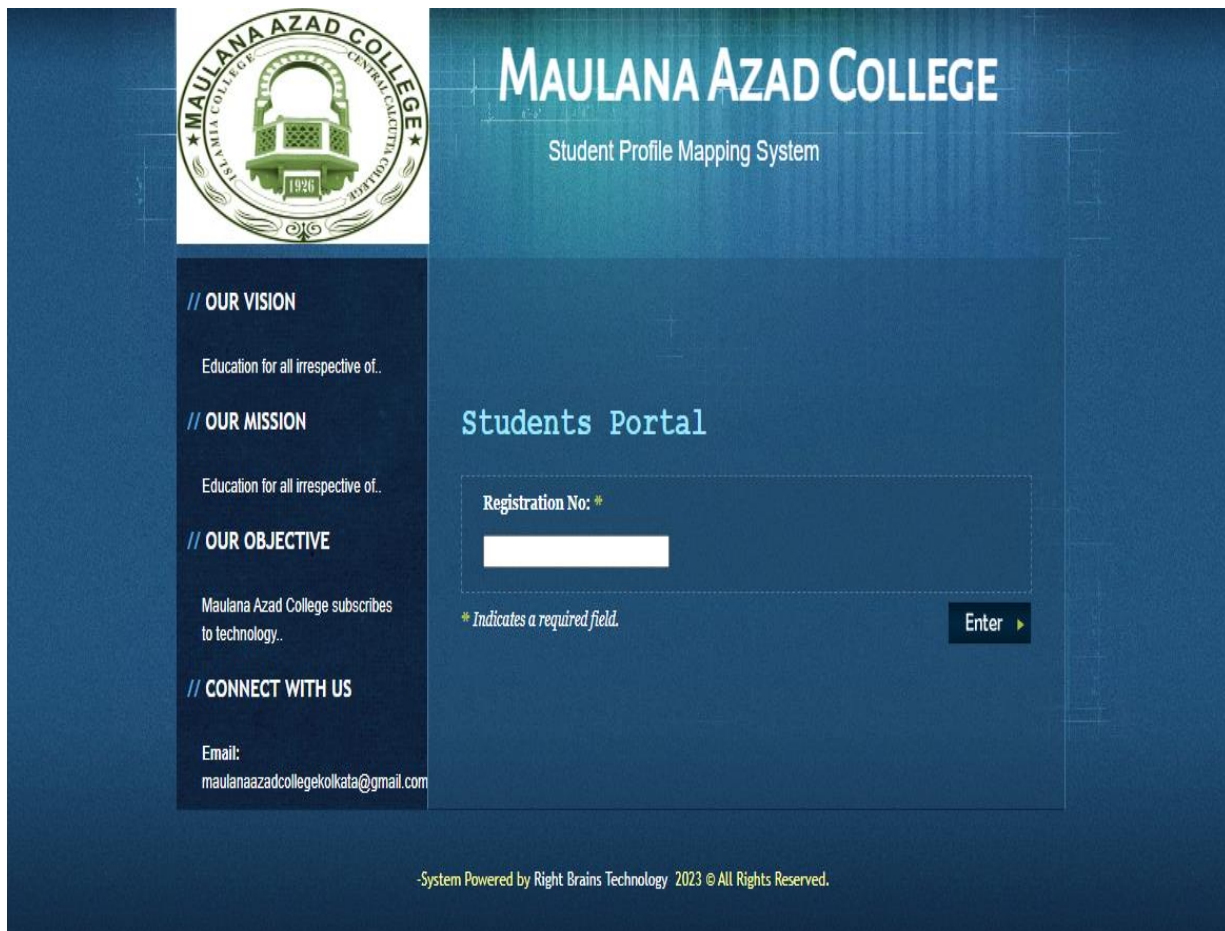 MAULANA AZAD COLLEGE
ISLAMIA COLLEGE
CENTRAL CALCUTTA COLLEGE
1926
MAULANA AZAD COLLEGE
Student Profile Mapping System
// OUR VISION
Education for all irrespective of..
// OUR MISSION
Education for all irrespective of..
// OUR OBJECTIVE
Maulana Azad College subscribes
to technology..
// CONNECT WITH US
Email:
maulanaazadcollegekolkata@gmail.com
Students Portal
Registration No: *
* Indicates a required field.
Enter
-System Powered by Right Brains Technology 2023 © All Rights Reserved.